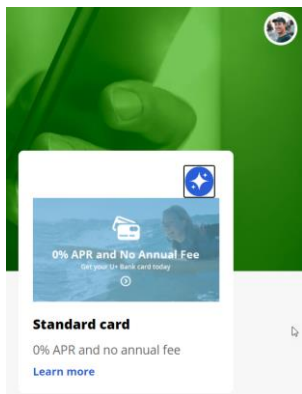 0% APR and No Annual Fee
Get your U+ Bank card today
Standard card
0% APR and no annual fee
Learn more